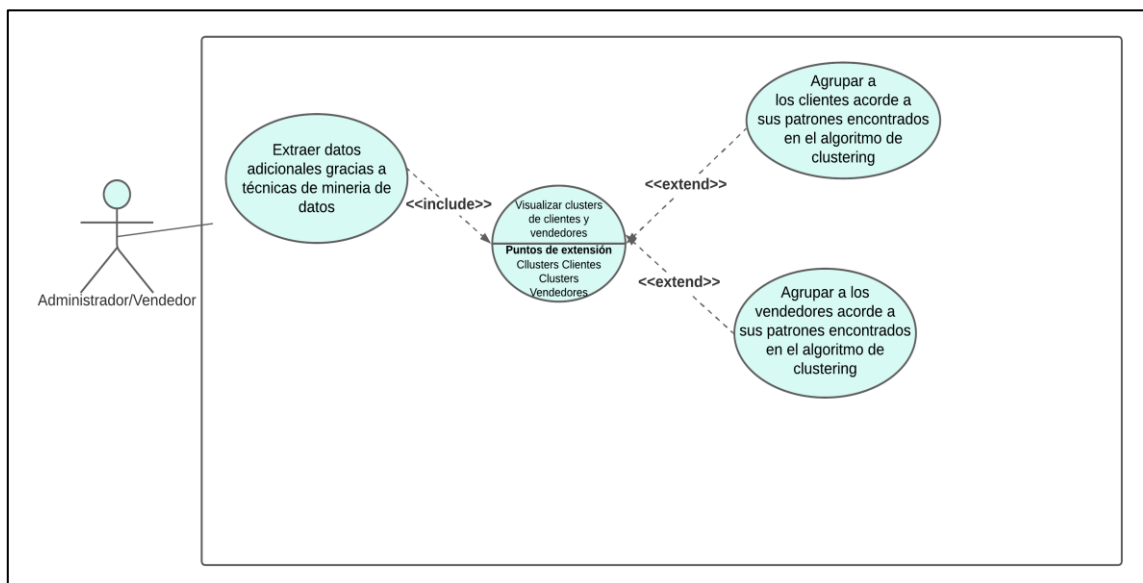 Extraer datos
adicionales gracias a
técnicas de mineria de
datos
<<include>>
Visualizar clusters
de clientes y
vendedores
Puntos de extensión
Cllusters Clientes
Clusters
Vendedores
<<extend>>
<<extend>>
Agrupar a
los clientes acorde a
sus patrones encontrados
en el algoritmo de
clustering
Agrupar a los
vendedores acorde a
sus patrones encontrados
en el algoritmo de
clustering
Administrador/Vendedor